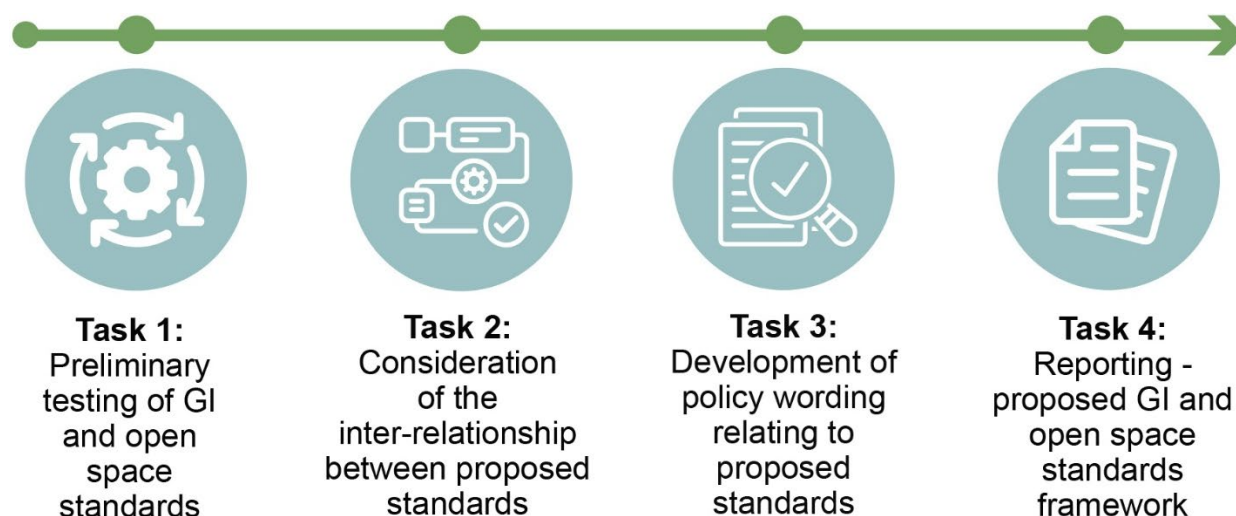 Task 1:
Preliminary
testing of GI
and open
space
standards
Task 2:
Consideration
of the
inter-relationship
between proposed
standards
Task 3:
Development of
policy wording
relating to
proposed
standards
Task 4:
Reporting -
proposed GI and
open space
standards
framework